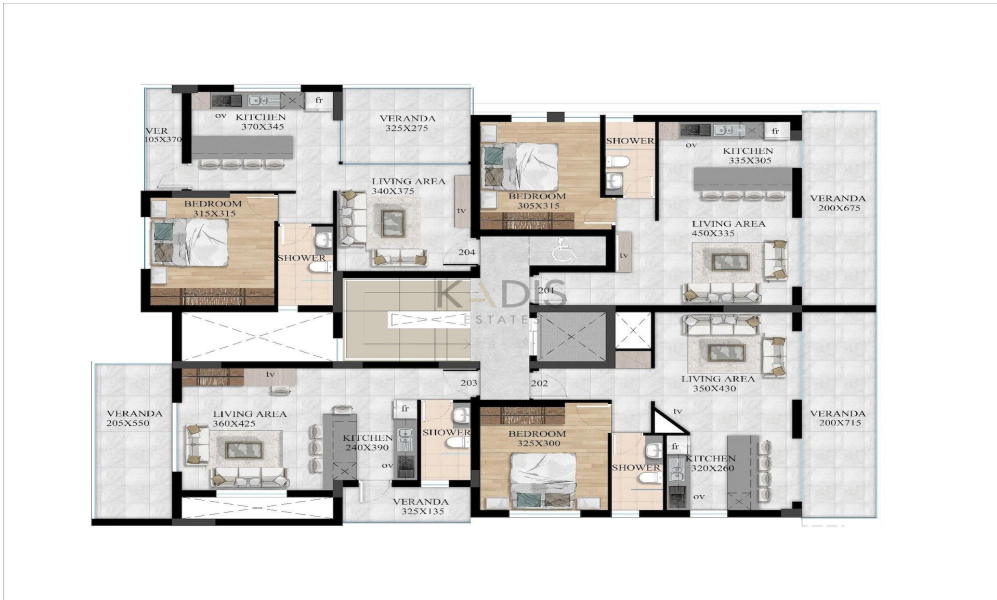 fr
ov
KITCHEN
370X345
VER
105X370
VERANDA
325X275
LIVING AREA
340X375
tv
204
BEDROOM
315X315
SHOWER
BEDROOM
305X315
SHOWER
fr
ov
KITCHEN
335X305
LIVING AREA
450X335
tv
VERANDA
200X675
201
KADIS
ESTATE
203
202
tv
VERANDA
205X550
LIVING AREA
360X425
fr
KITCHEN
240X390
ov
SHOWER
VERANDA
325X135
BEDROOM
325X300
SHOWER
LIVING AREA
350X430
tv
fr
KITCHEN
320X260
ov
VERANDA
200X715